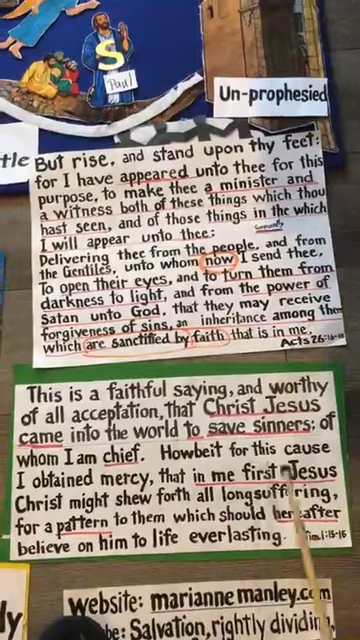 S
Paul
Un-prophesied
tle
But rise, and stand upon thy feet:
for I have appeared unto thee for this
purpose, to make thee a minister and
a witness both of these things which thou
hast seen, and of those things in the which
I will appear unto thee:
Delivering thee from the people, and from
the Gentiles, unto whom now I send thee,
To open their eyes, and to turn them from
darkness to light, and from the power of
Satan unto God, that they may receive
forgiveness of sins, an inheritance among them
which are sanctified by faith that is in me.
Acts 26:16-18
This is a faithful saying, and worthy
of all acceptation, that Christ Jesus
came into the world to save sinners; of
whom I am chief. Howbeit for this cause
I obtained mercy, that in me first Jesus
Christ might shew forth all longsuffering,
for a pattern to them which should hereafter
believe on him to life everlasting. Tim.1:15-16
website: mariannemanley.com
be: Salvation, rightly dividin